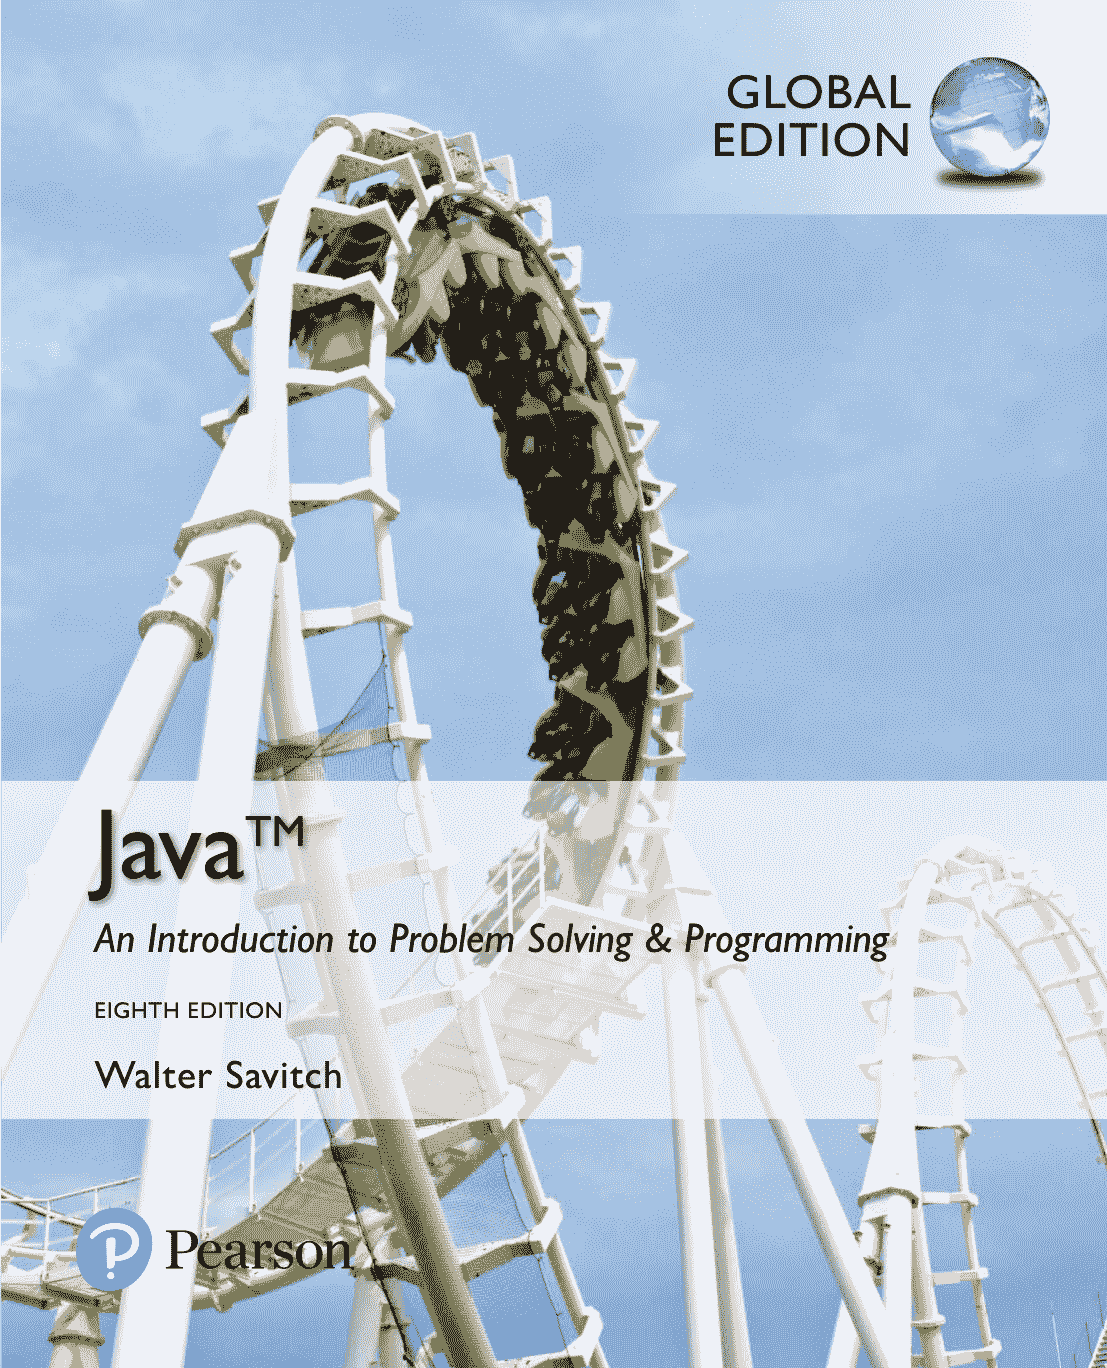 GLOBAL
EDITION
Java™
An Introduction to Problem Solving & Programming
EIGHTH EDITION
Walter Savitch
P Pearson